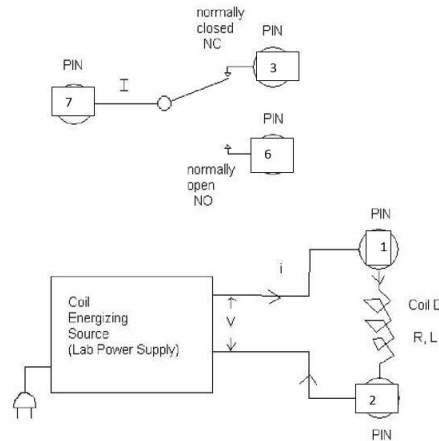 normally
closed
NC
PIN
3
PIN
7
I
PIN
6
normally
open
NO
PIN
1
i
Coil
Energizing
Source
(Lab Power Supply)
V
Coil D
R, L
2
PIN